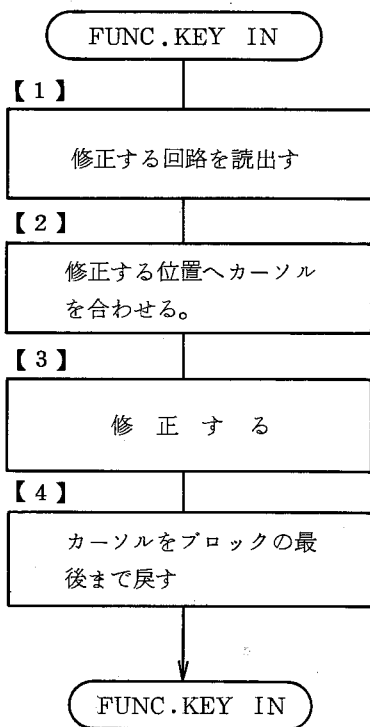 FUNC.KEY IN
【1】
修正する回路を読出す
【2】
修正する位置へカーソル
を合わせる。
【3】
修正する
【4】
カーソルをブロックの最
後まで戻す
FUNC.KEY IN